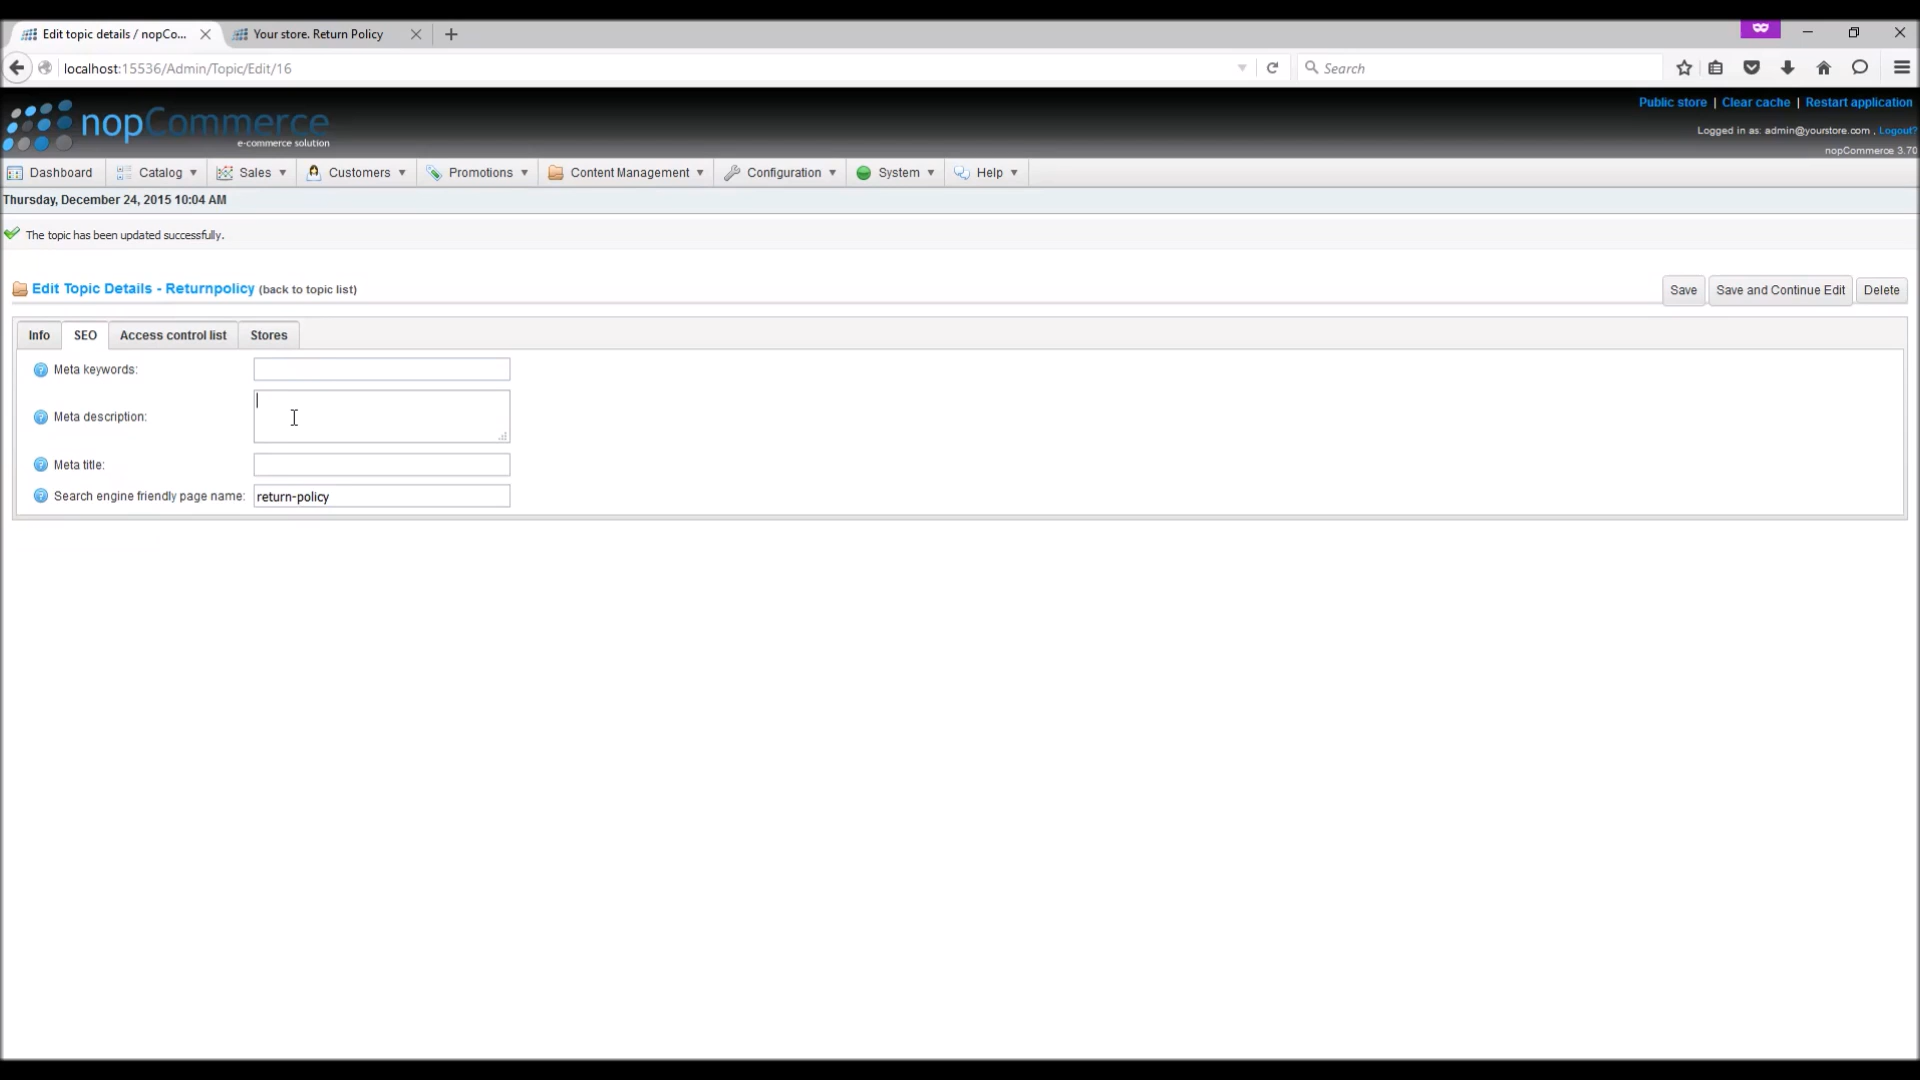 Edit topic details / nopCo...
Your store. Return Policy
localhost:15536/Admin/Topic/Edit/16
Search
nopCommerce
e-commerce solution
Public store | Clear cache | Restart application
Logged in as: admin@yourstore.com , Logout?
nopCommerce 3.70
Dashboard Catalog Sales Customers Promotions Content Management Configuration System Help
Thursday, December 24, 2015 10:04 AM
The topic has been updated successfully.
Edit Topic Details - Returnpolicy (back to topic list)
Save Save and Continue Edit Delete
Info SEO Access control list Stores
Meta keywords:
Meta description:
Meta title:
Search engine friendly page name: return-policy